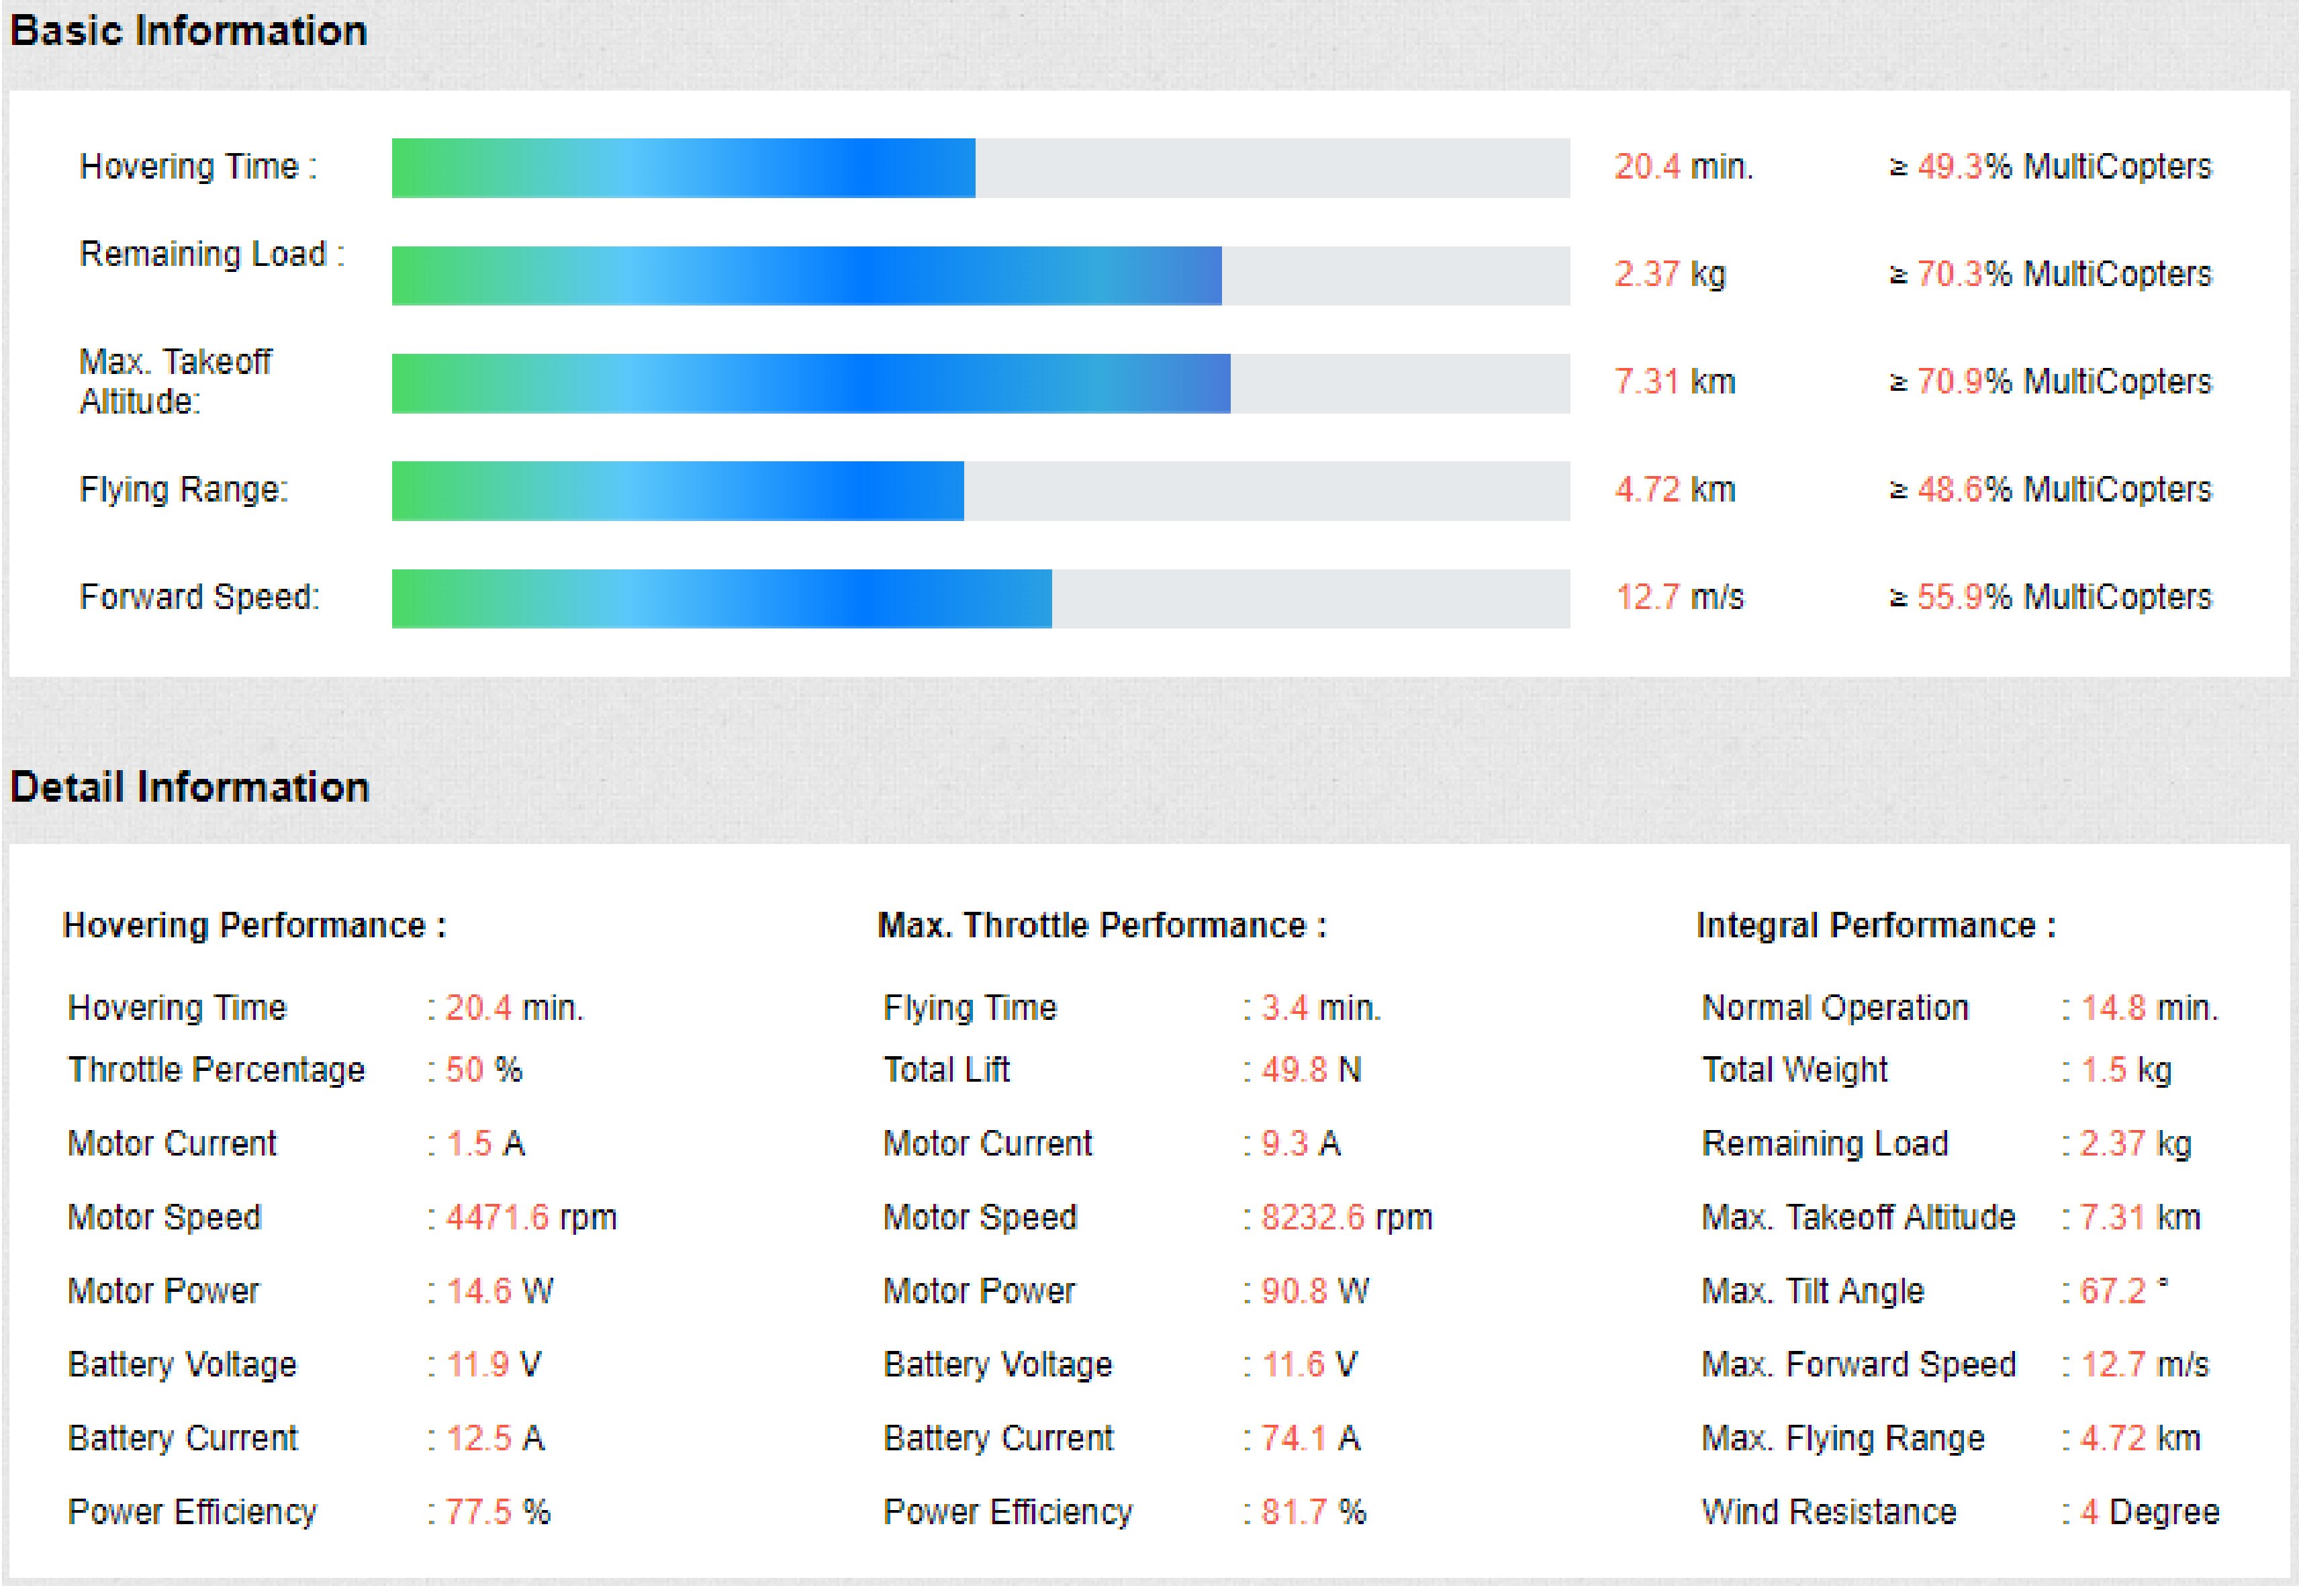 Basic Information
Hovering Time : 20.4 min. ≥ 49.3% MultiCopters
Remaining Load : 2.37 kg ≥ 70.3% MultiCopters
Max. Takeoff
Altitude: 7.31 km ≥ 70.9% MultiCopters
Flying Range: 4.72 km ≥ 48.6% MultiCopters
Forward Speed: 12.7 m/s ≥ 55.9% MultiCopters
Detail Information
Hovering Performance :
Hovering Time : 20.4 min.
Throttle Percentage : 50 %
Motor Current : 1.5 A
Motor Speed : 4471.6 rpm
Motor Power : 14.6 W
Battery Voltage : 11.9 V
Battery Current : 12.5 A
Power Efficiency : 77.5 %
Max. Throttle Performance :
Flying Time : 3.4 min.
Total Lift : 49.8 N
Motor Current : 9.3 A
Motor Speed : 8232.6 rpm
Motor Power : 90.8 W
Battery Voltage : 11.6 V
Battery Current : 74.1 A
Power Efficiency : 81.7 %
Integral Performance :
Normal Operation : 14.8 min.
Total Weight : 1.5 kg
Remaining Load : 2.37 kg
Max. Takeoff Altitude : 7.31 km
Max. Tilt Angle : 67.2 °
Max. Forward Speed : 12.7 m/s
Max. Flying Range : 4.72 km
Wind Resistance : 4 Degree